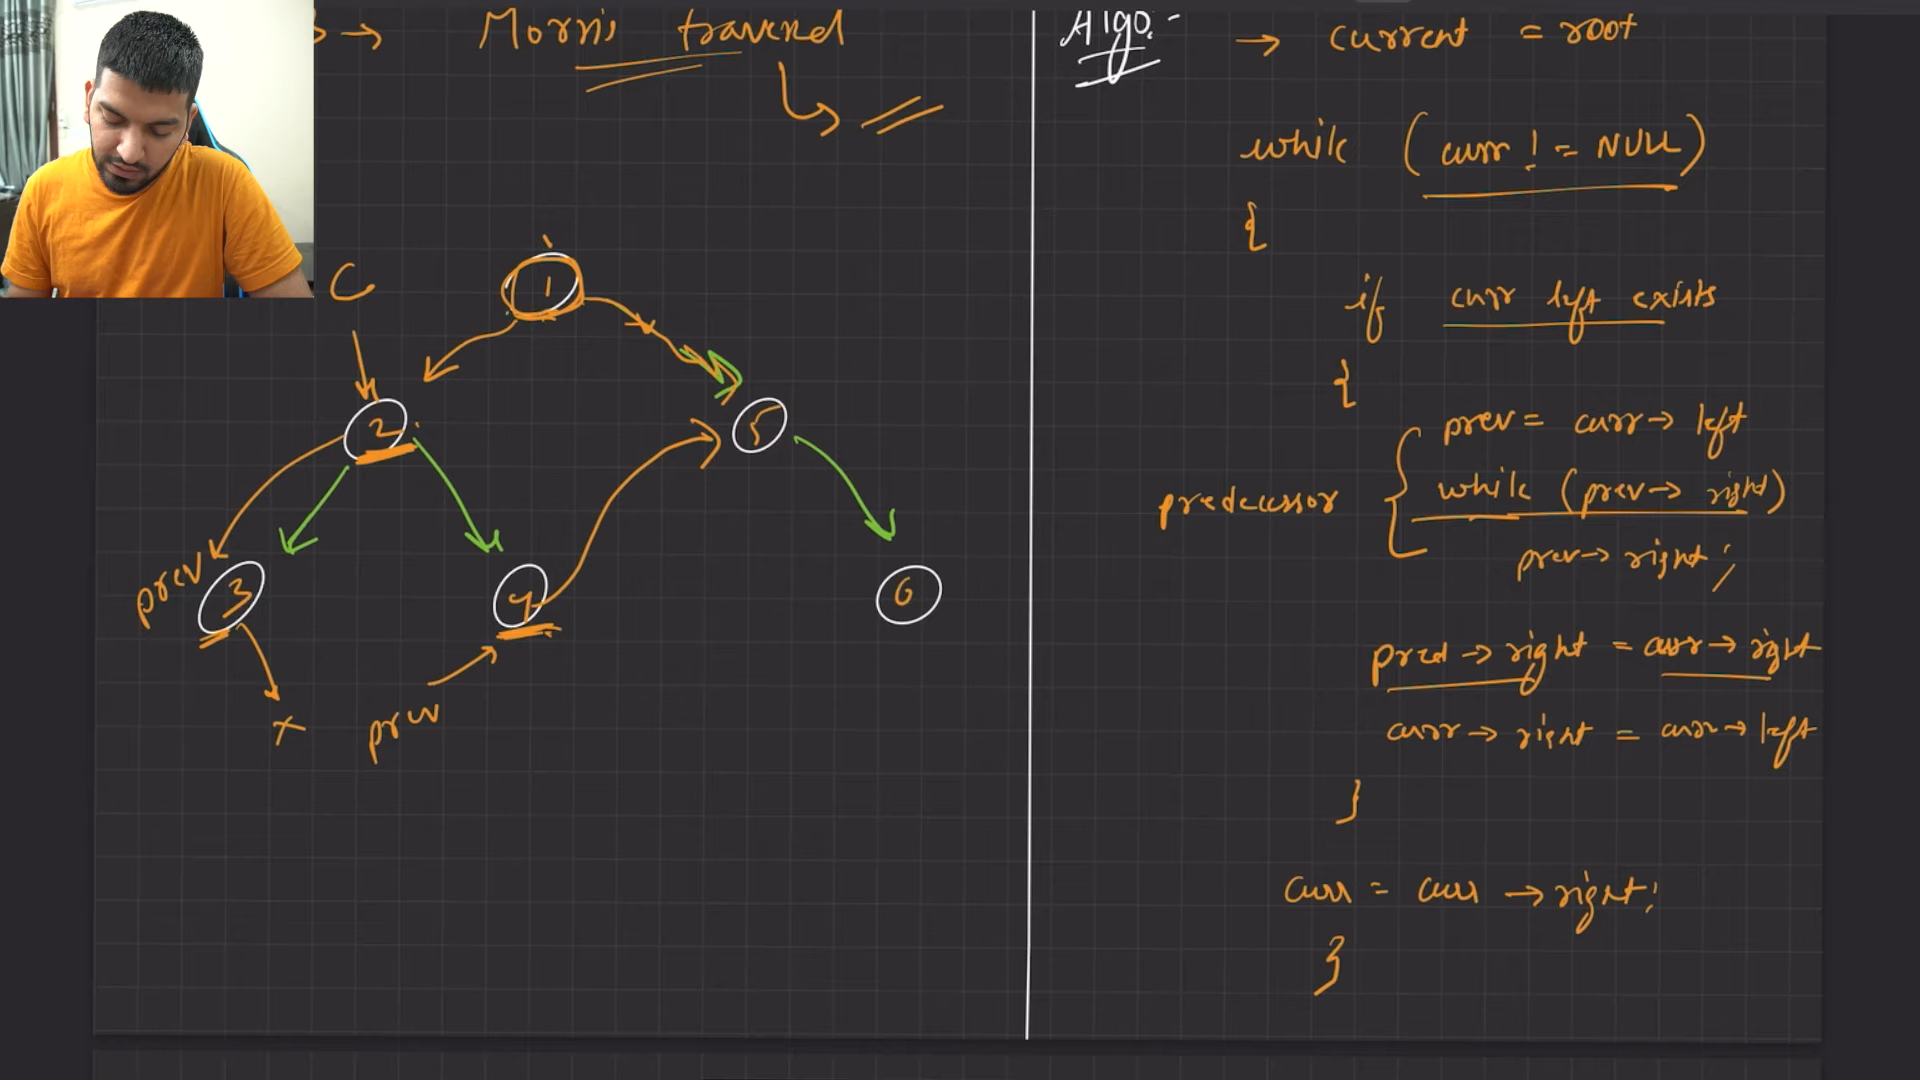 → Morris traversal
Algo:-
→ current = root
while (curr != NULL)
{
if curr left exists
{
prev = curr → left
while (prev → right)
prev → right;
predecessor
pred → right = curr → right
curr → right = curr → left
}
curr = curr → right;
}
C
1
2
5
prev
3
4
6
prev
x